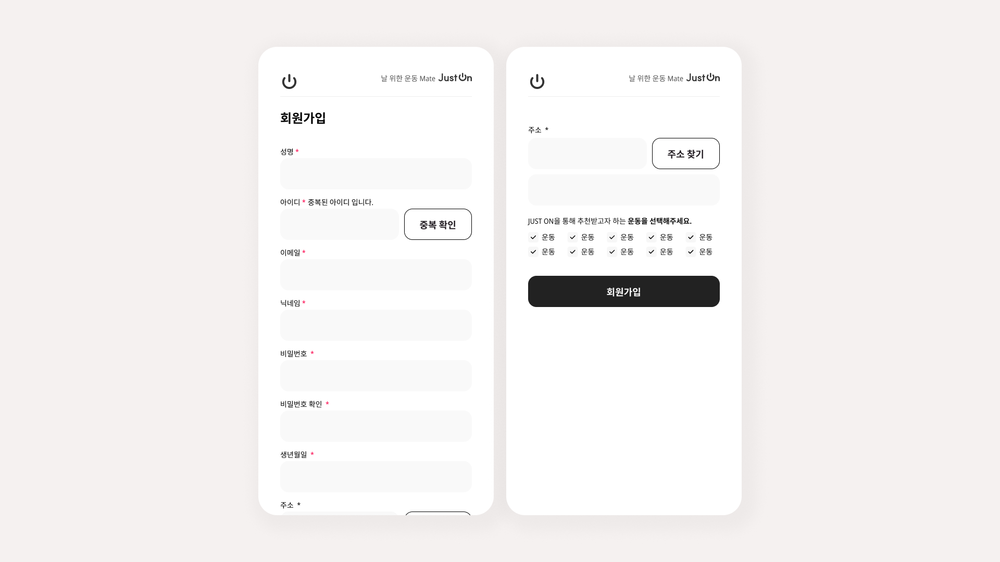 날 위한 운동 Mate JustOn
회원가입
성명 *
아이디 * 중복된 아이디 입니다.
중복 확인
이메일 *
닉네임 *
비밀번호 *
비밀번호 확인 *
생년월일 *
주소 *
날 위한 운동 Mate JustOn
주소 *
주소 찾기
JUST ON을 통해 추천받고자 하는 운동을 선택해주세요.
운동 운동 운동 운동 운동
운동 운동 운동 운동 운동
회원가입